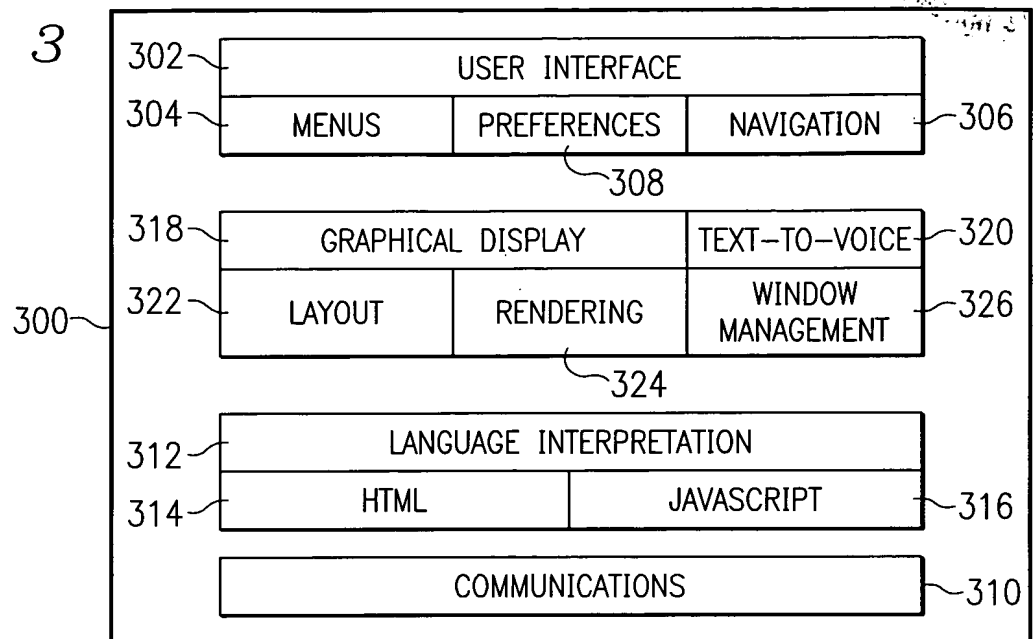 3
302 USER INTERFACE
304 MENUS PREFERENCES NAVIGATION 306
308
318 GRAPHICAL DISPLAY TEXT-TO-VOICE 320
322 LAYOUT RENDERING WINDOW MANAGEMENT 326
300
324
312 LANGUAGE INTERPRETATION
314 HTML JAVASCRIPT 316
COMMUNICATIONS 310